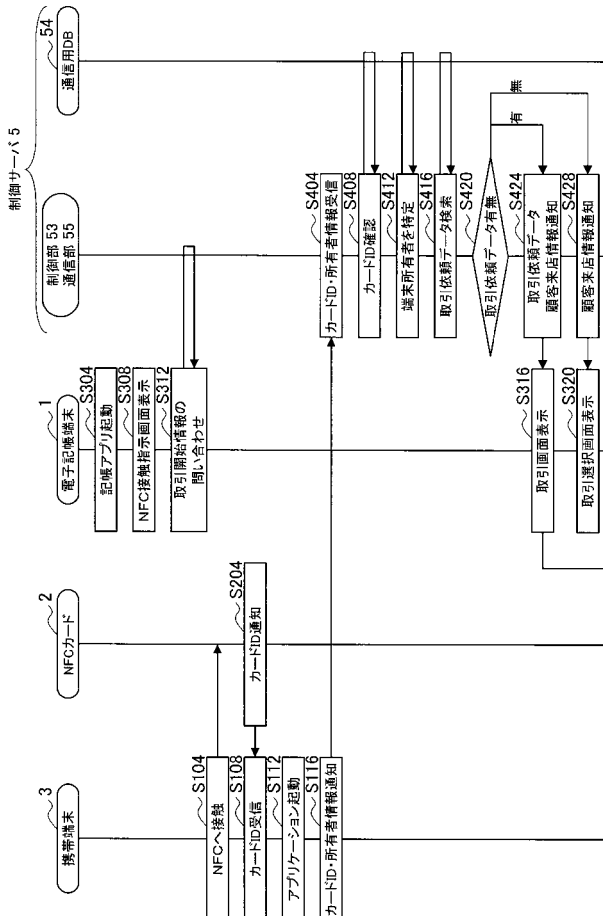 制御サーバ 5
携帯端末
3
NFCカード
2
電子記帳端末
1
制御部 53
通信部 55
通信用DB
54
記帳アプリ起動
S304
NFC接触指示画面表示
S308
取引開始情報の
問い合わせ
S312
NFCへ接触
S104
カードID通知
S204
カードID受信
S108
アプリケーション起動
S112
カードID・所有者情報通知
S116
カードID・所有者情報受信
S404
カードID確認
S408
端末所有者を特定
S412
取引依頼データ検索
S416
取引依頼データ有無
S420
有
無
取引依頼データ
顧客来店情報通知
S424
取引画面表示
S316
顧客来店情報通知
S428
取引選択画面表示
S320